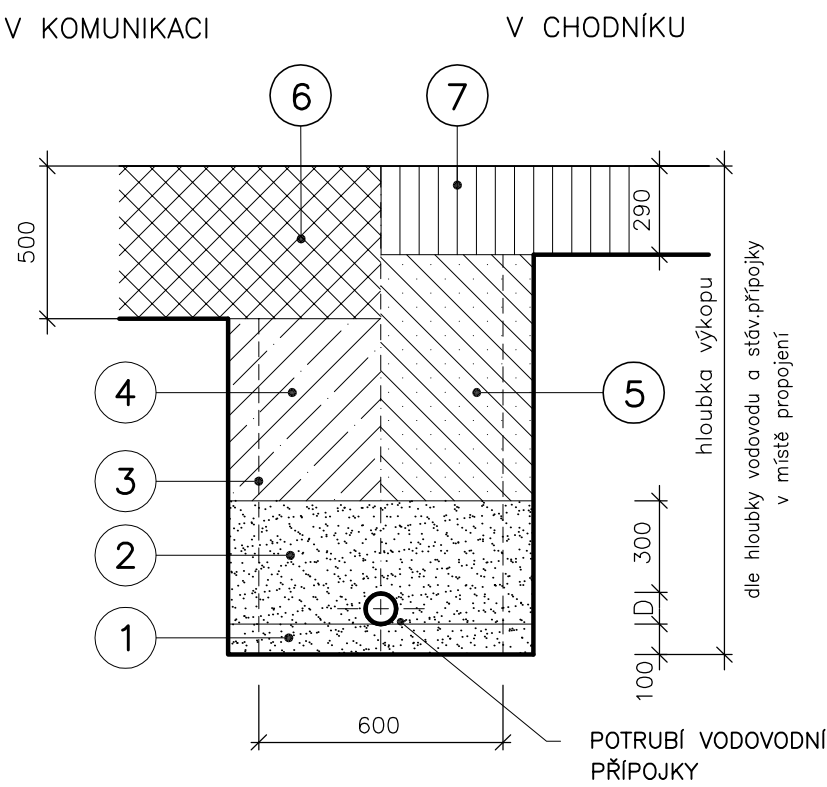 V KOMUNIKACI
V CHODNÍKU
6
7
500
290
4
5
3
2
1
hloubka výkopu
dle hloubky vodovodu a stáv.přípojky
v místě propojení
300
D
100
600
POTRUBÍ VODOVODNÍ
PŘÍPOJKY